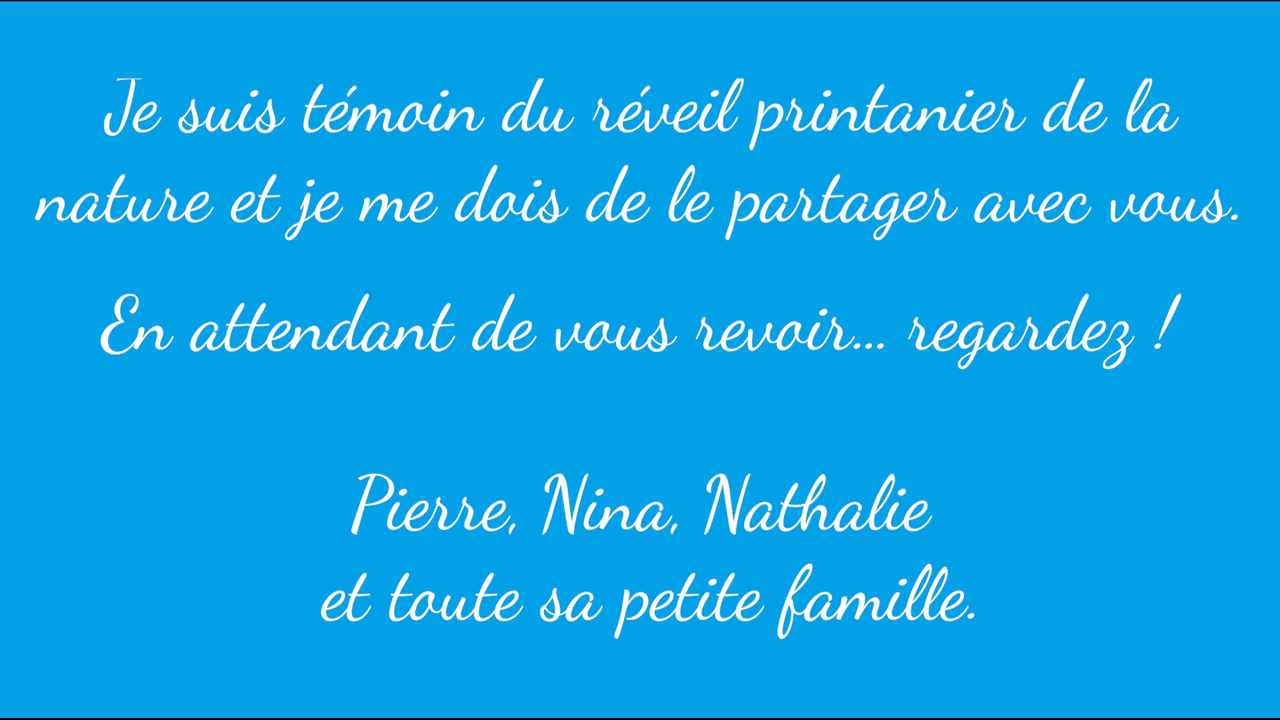 Je suis témoin du réveil printanier de la
nature et je me dois de le partager avec vous.
En attendant de vous revoir... regardez !
Pierre, Nina, Nathalie
et toute sa petite famille.